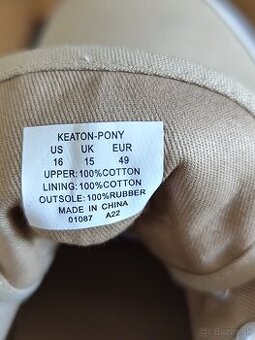 KEATON-PONY
US UK EUR
16 15 49
UPPER:100%COTTON
LINING:100%COTTON
OUTSOLE:100%RUBBER
MADE IN CHINA
01087 A22